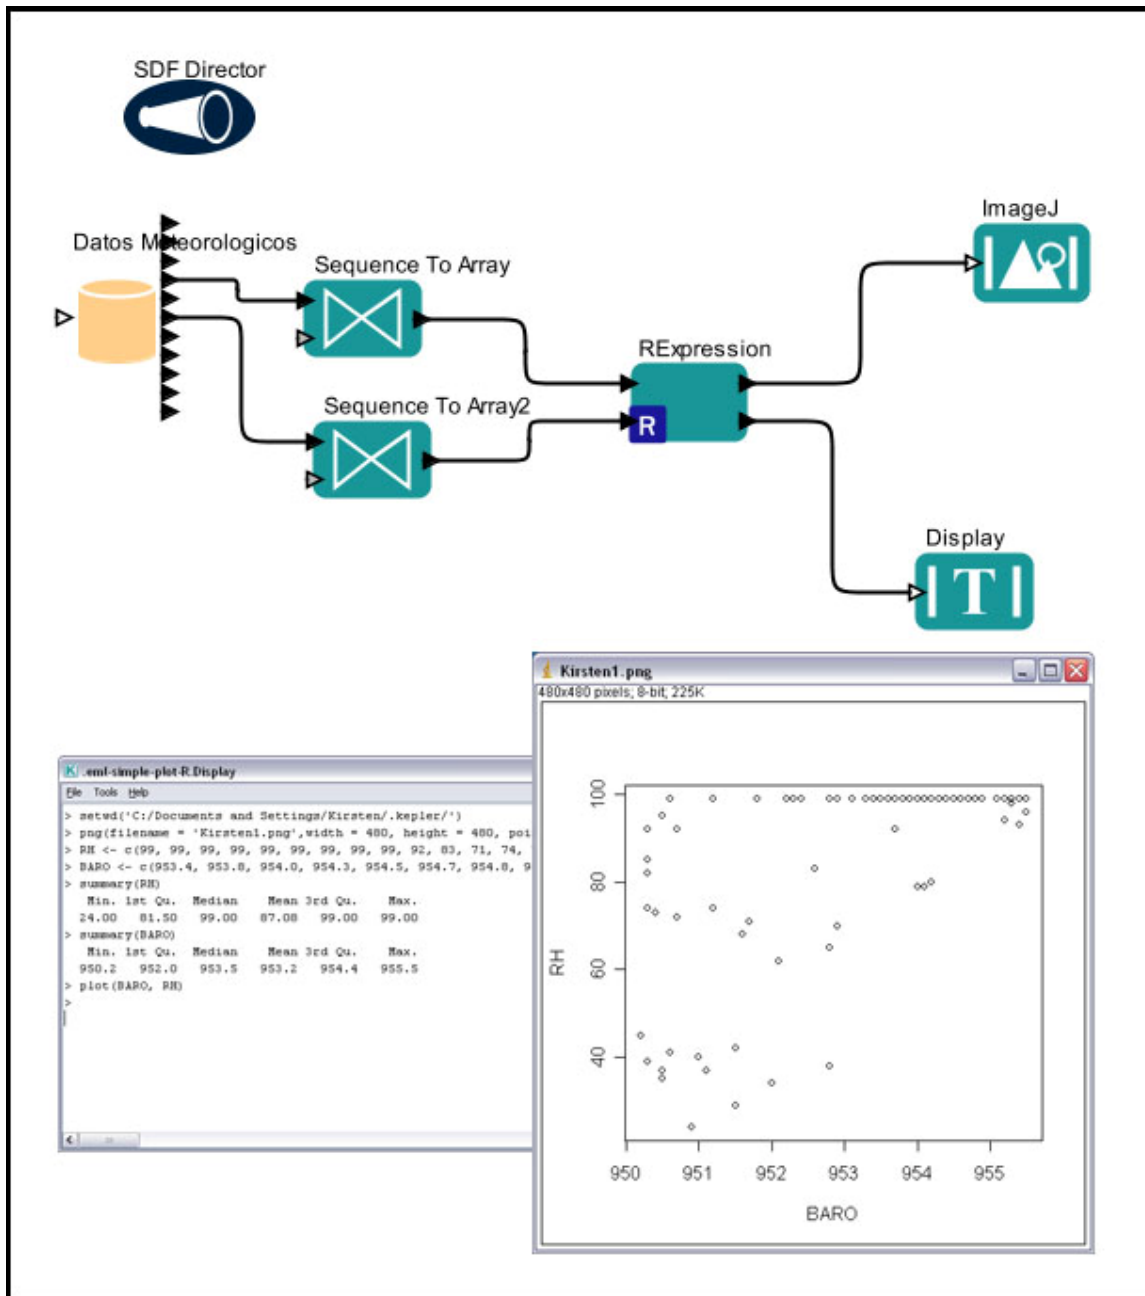 SDF Director
Datos Meteorologicos
Sequence To Array
Sequence To Array2
RExpression
R
ImageJ
Display
T
Kirsten1.png
480x480 pixels; 8-bit; 225K
100
80
60
40
RH
950 951 952 953 954 955
BARO
.eml-simple-plot-R.Display
File Tools Help
> setwd('C:/Documents and Settings/Kirsten/.kepler/')
> png(filename = 'Kirsten1.png',width = 480, height = 480, poi
> RH <- c(99, 99, 99, 99, 99, 99, 99, 99, 99, 92, 83, 71, 74,
> BARO <- c(953.4, 953.8, 954.0, 954.3, 954.5, 954.7, 954.8, 9
> summary(RH)
Min. 1st Qu. Median Mean 3rd Qu. Max.
24.00 81.50 99.00 87.08 99.00 99.00
> summary(BARO)
Min. 1st Qu. Median Mean 3rd Qu. Max.
950.2 952.0 953.5 953.2 954.4 955.5
> plot(BARO, RH)
>